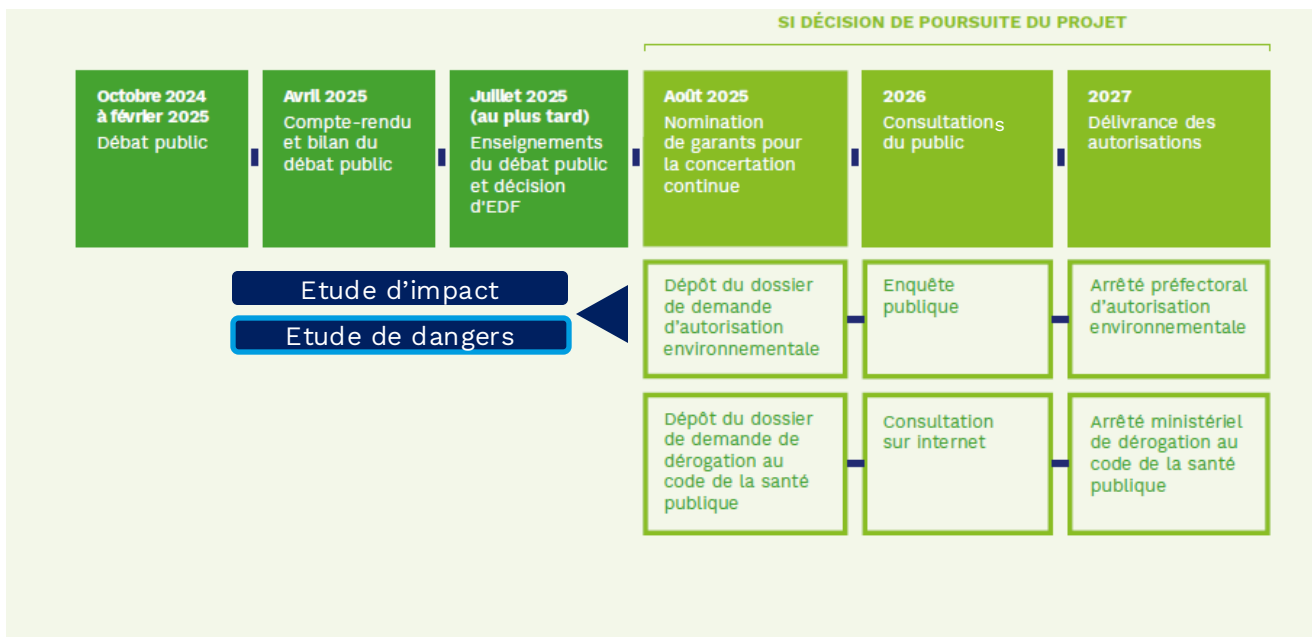 SI DÉCISION DE POURSUITE DU PROJET
Octobre 2024
à février 2025
Débat public
Avril 2025
Compte-rendu
et bilan du
débat public
Juillet 2025
(au plus tard)
Enseignements
du débat public
et décision
d'EDF
Août 2025
Nomination
de garants pour
la concertation
continue
2026
Consultations
du public
2027
Délivrance des
autorisations
Etude d'impact
Etude de dangers
Dépôt du dossier
de demande
d'autorisation
environnementale
Enquête
publique
Arrêté préfectoral
d'autorisation
environnementale
Dépôt du dossier
de demande de
dérogation au
code de la santé
publique
Consultation
sur internet
Arrêté ministériel
de dérogation au
code de la santé
publique